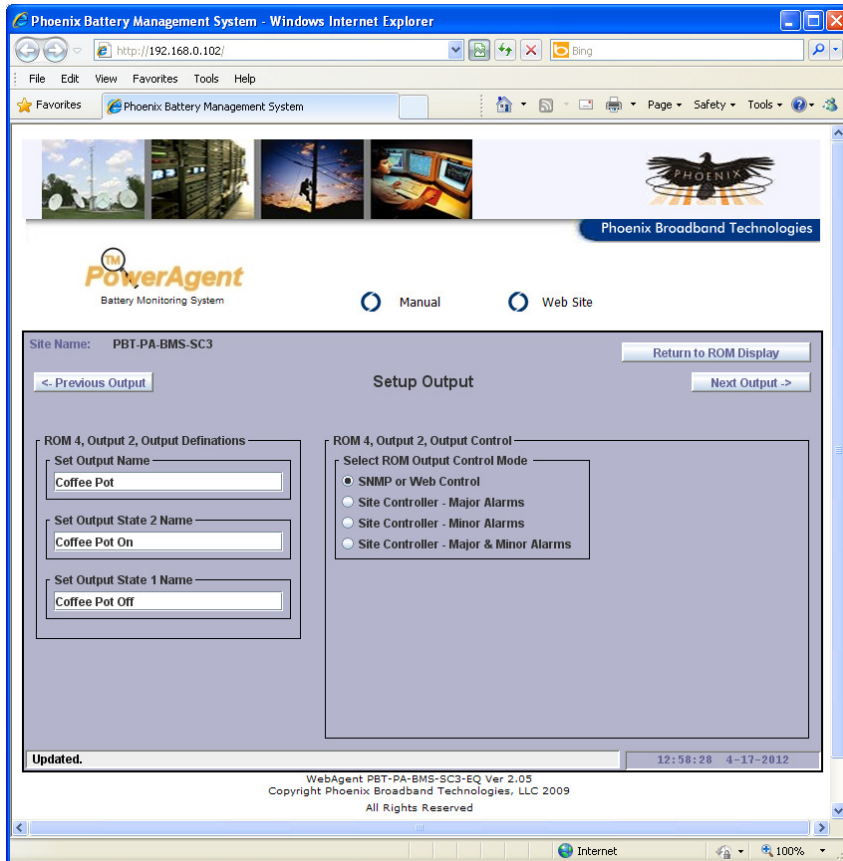 Phoenix Battery Management System - Windows Internet Explorer
http://192.168.0.102/
Bing
File Edit View Favorites Tools Help
Favorites
Phoenix Battery Management System
Page Safety Tools
PHOENIX
Phoenix Broadband Technologies
TM
PowerAgent
Battery Monitoring System
Manual
Web Site
Site Name: PBT-PA-BMS-SC3
Return to ROM Display
<- Previous Output
Setup Output
Next Output ->
ROM 4, Output 2, Output Definations
Set Output Name
Coffee Pot
Set Output State 2 Name
Coffee Pot On
Set Output State 1 Name
Coffee Pot Off
ROM 4, Output 2, Output Control
Select ROM Output Control Mode
SNMP or Web Control
Site Controller - Major Alarms
Site Controller - Minor Alarms
Site Controller - Major & Minor Alarms
Updated.
12:58:28 4-17-2012
WebAgent PBT-PA-BMS-SC3-EQ Ver 2.05
Copyright Phoenix Broadband Technologies, LLC 2009
All Rights Reserved
Internet
100%